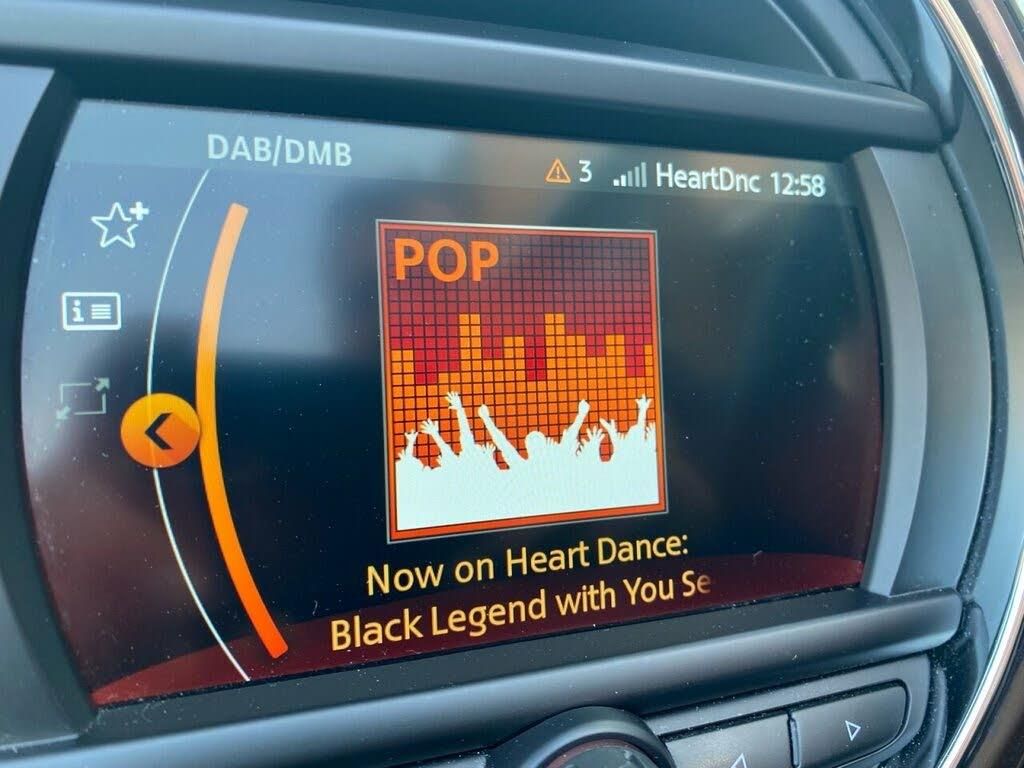 DAB/DMB
3 HeartDnc 12:58
POP
Now on Heart Dance:
Black Legend with You Se